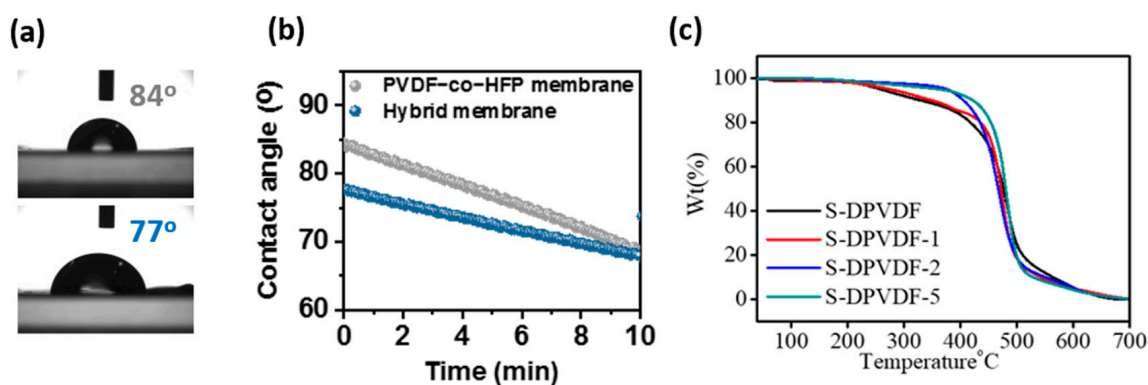 (a)
84°
77°
(b)
Contact angle (º)
95
90
80
70
60
PVDF-co-HFP membrane
Hybrid membrane
0 2 4 6 8 10
Time (min)
(c)
Wt(%)
100
80
60
40
20
0
S-DPVDF
S-DPVDF-1
S-DPVDF-2
S-DPVDF-5
100 200 300 400 500 600 700
Temperature°C